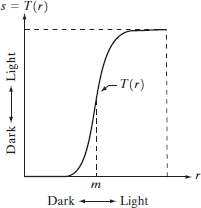 s = T(r)
Dark ⟷ Light
T(r)
r
m
Dark ⟷ Light